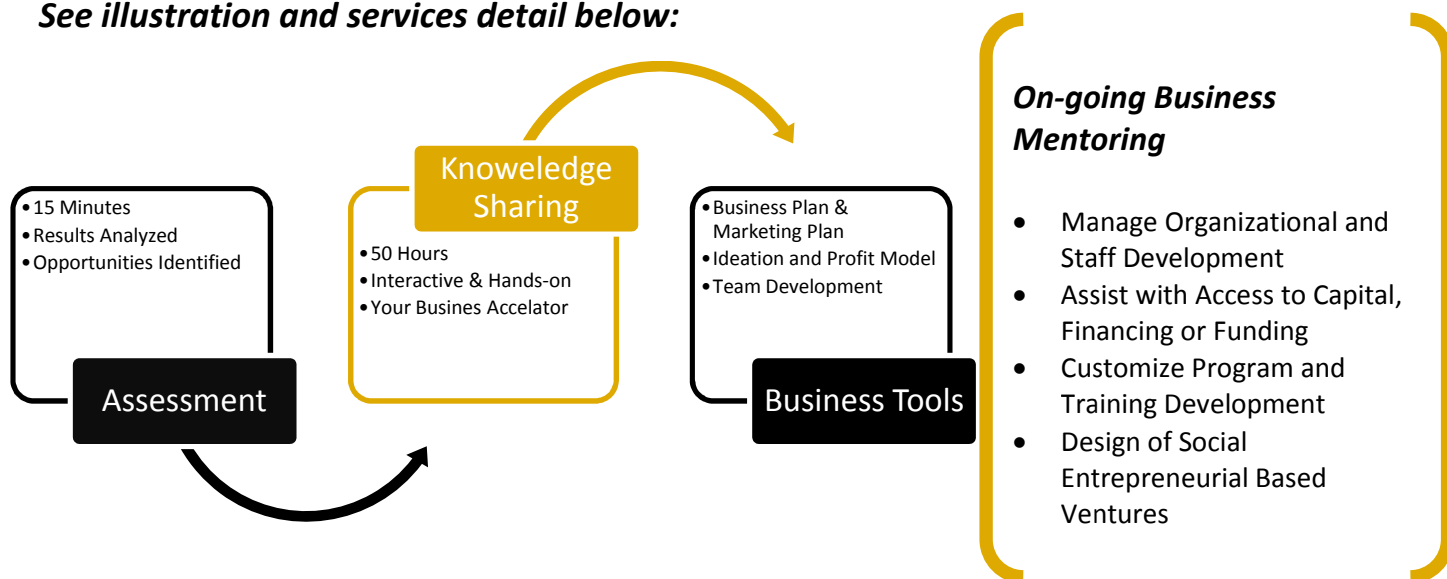 See illustration and services detail below:
• 15 Minutes
• Results Analyzed
• Opportunities Identified
Assessment
Knoweledge
Sharing
• 50 Hours
• Interactive & Hands-on
• Your Busines Accelator
• Business Plan &
Marketing Plan
• Ideation and Profit Model
• Team Development
Business Tools
On-going Business
Mentoring
• Manage Organizational and
Staff Development
• Assist with Access to Capital,
Financing or Funding
• Customize Program and
Training Development
• Design of Social
Entrepreneurial Based
Ventures